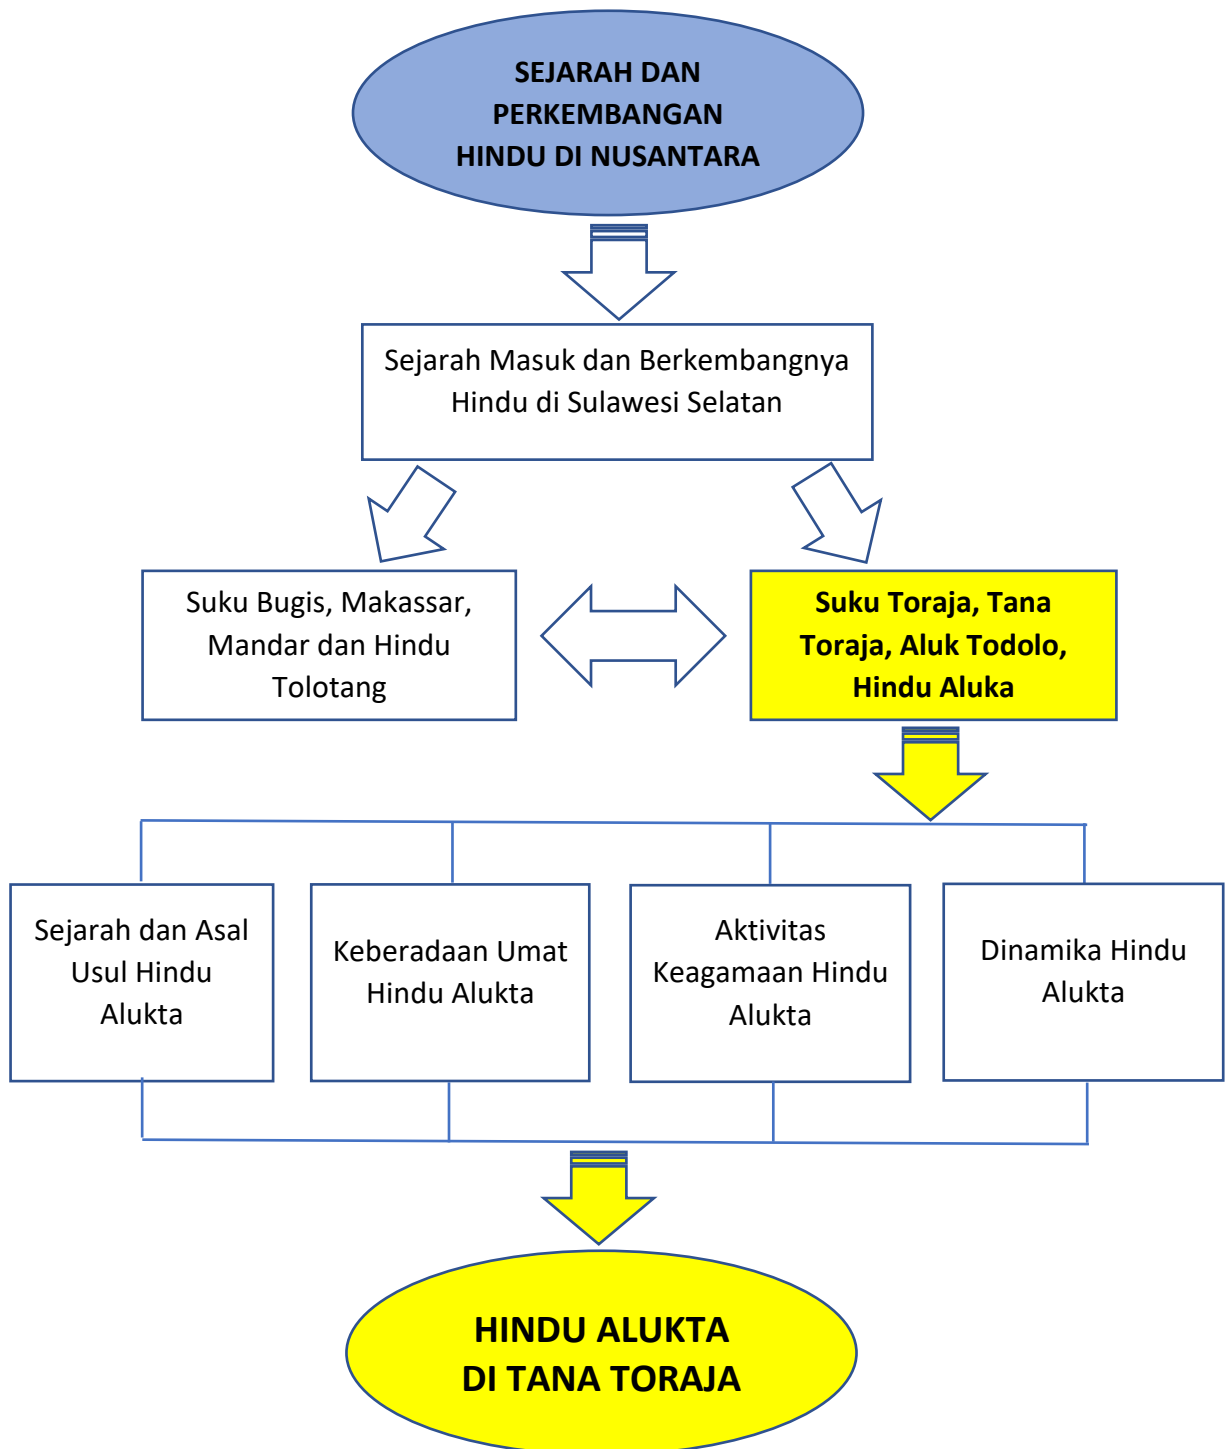 SEJARAH DAN
PERKEMBANGAN
HINDU DI NUSANTARA
Sejarah Masuk dan Berkembangnya
Hindu di Sulawesi Selatan
Suku Bugis, Makassar,
Mandar dan Hindu
Tolotang
Suku Toraja, Tana
Toraja, Aluk Todolo,
Hindu Aluka
Sejarah dan Asal
Usul Hindu
Alukta
Keberadaan Umat
Hindu Alukta
Aktivitas
Keagamaan Hindu
Alukta
Dinamika Hindu
Alukta
HINDU ALUKTA
DI TANA TORAJA